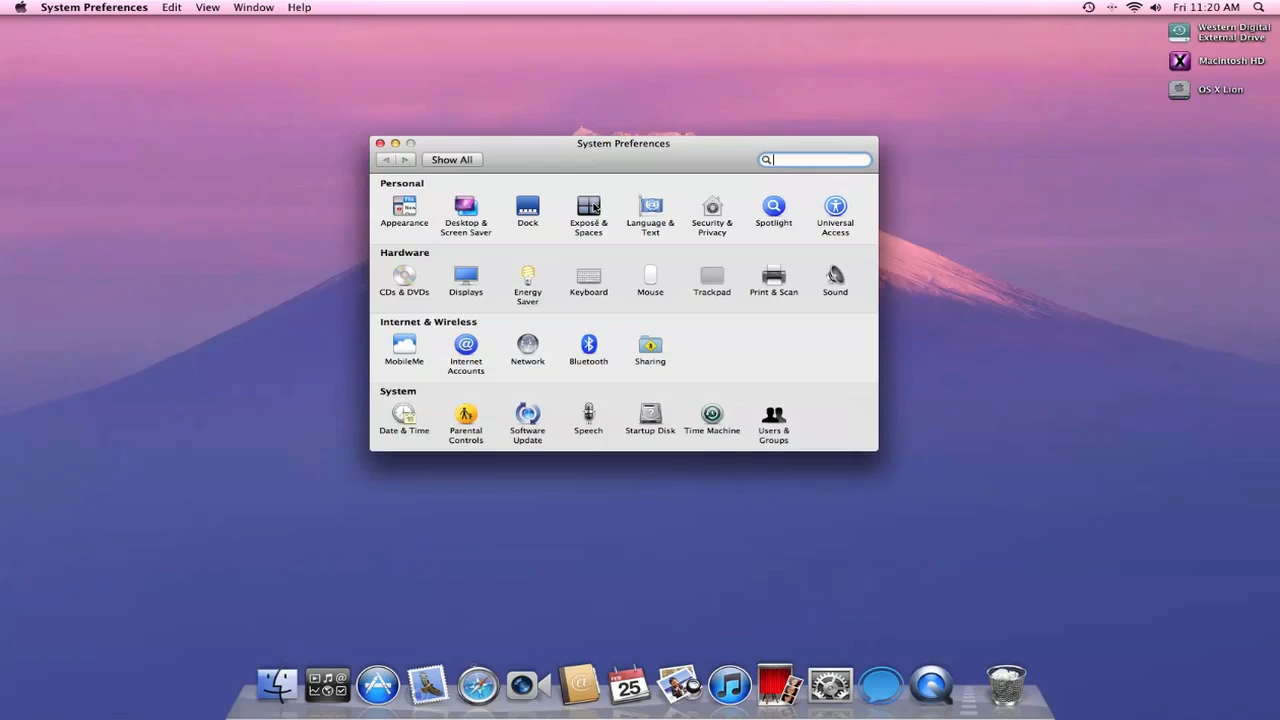 System Preferences Edit View Window Help Fri 11:20 AM
Western Digital
External Drive
Macintosh HD
OS X Lion
System Preferences
Show All
Personal
Appearance
Desktop &
Screen Saver
Dock
Exposé &
Spaces
Language &
Text
Security &
Privacy
Spotlight
Universal
Access
Hardware
CDs & DVDs
Displays
Energy
Saver
Keyboard
Mouse
Trackpad
Print & Scan
Sound
Internet & Wireless
MobileMe
Internet
Accounts
Network
Bluetooth
Sharing
System
Date & Time
Parental
Controls
Software
Update
Speech
Startup Disk
Time Machine
Users &
Groups
25